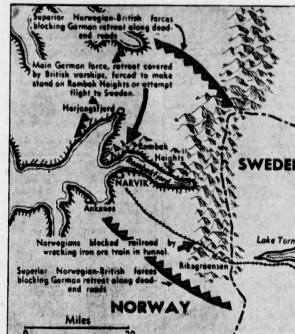 Superior Norwegian-British forces
blocking German retreat along dead-
end roads
Main German force, retreat covered
by British warships, forced to make
stand on Rombak Heights or attempt
flight to Sweden.
Herjangsfjord
Rombak
Heights
Rombakfjord
SWEDEN
NARVIK
Ankenes
Norwegians blocked railroad by
wrecking iron ore train in tunnel.
Lake Torn
Riksgraensen
Superior Norwegian-British forces
blocking German retreat along dead-
end roads
NORWAY
Miles
20